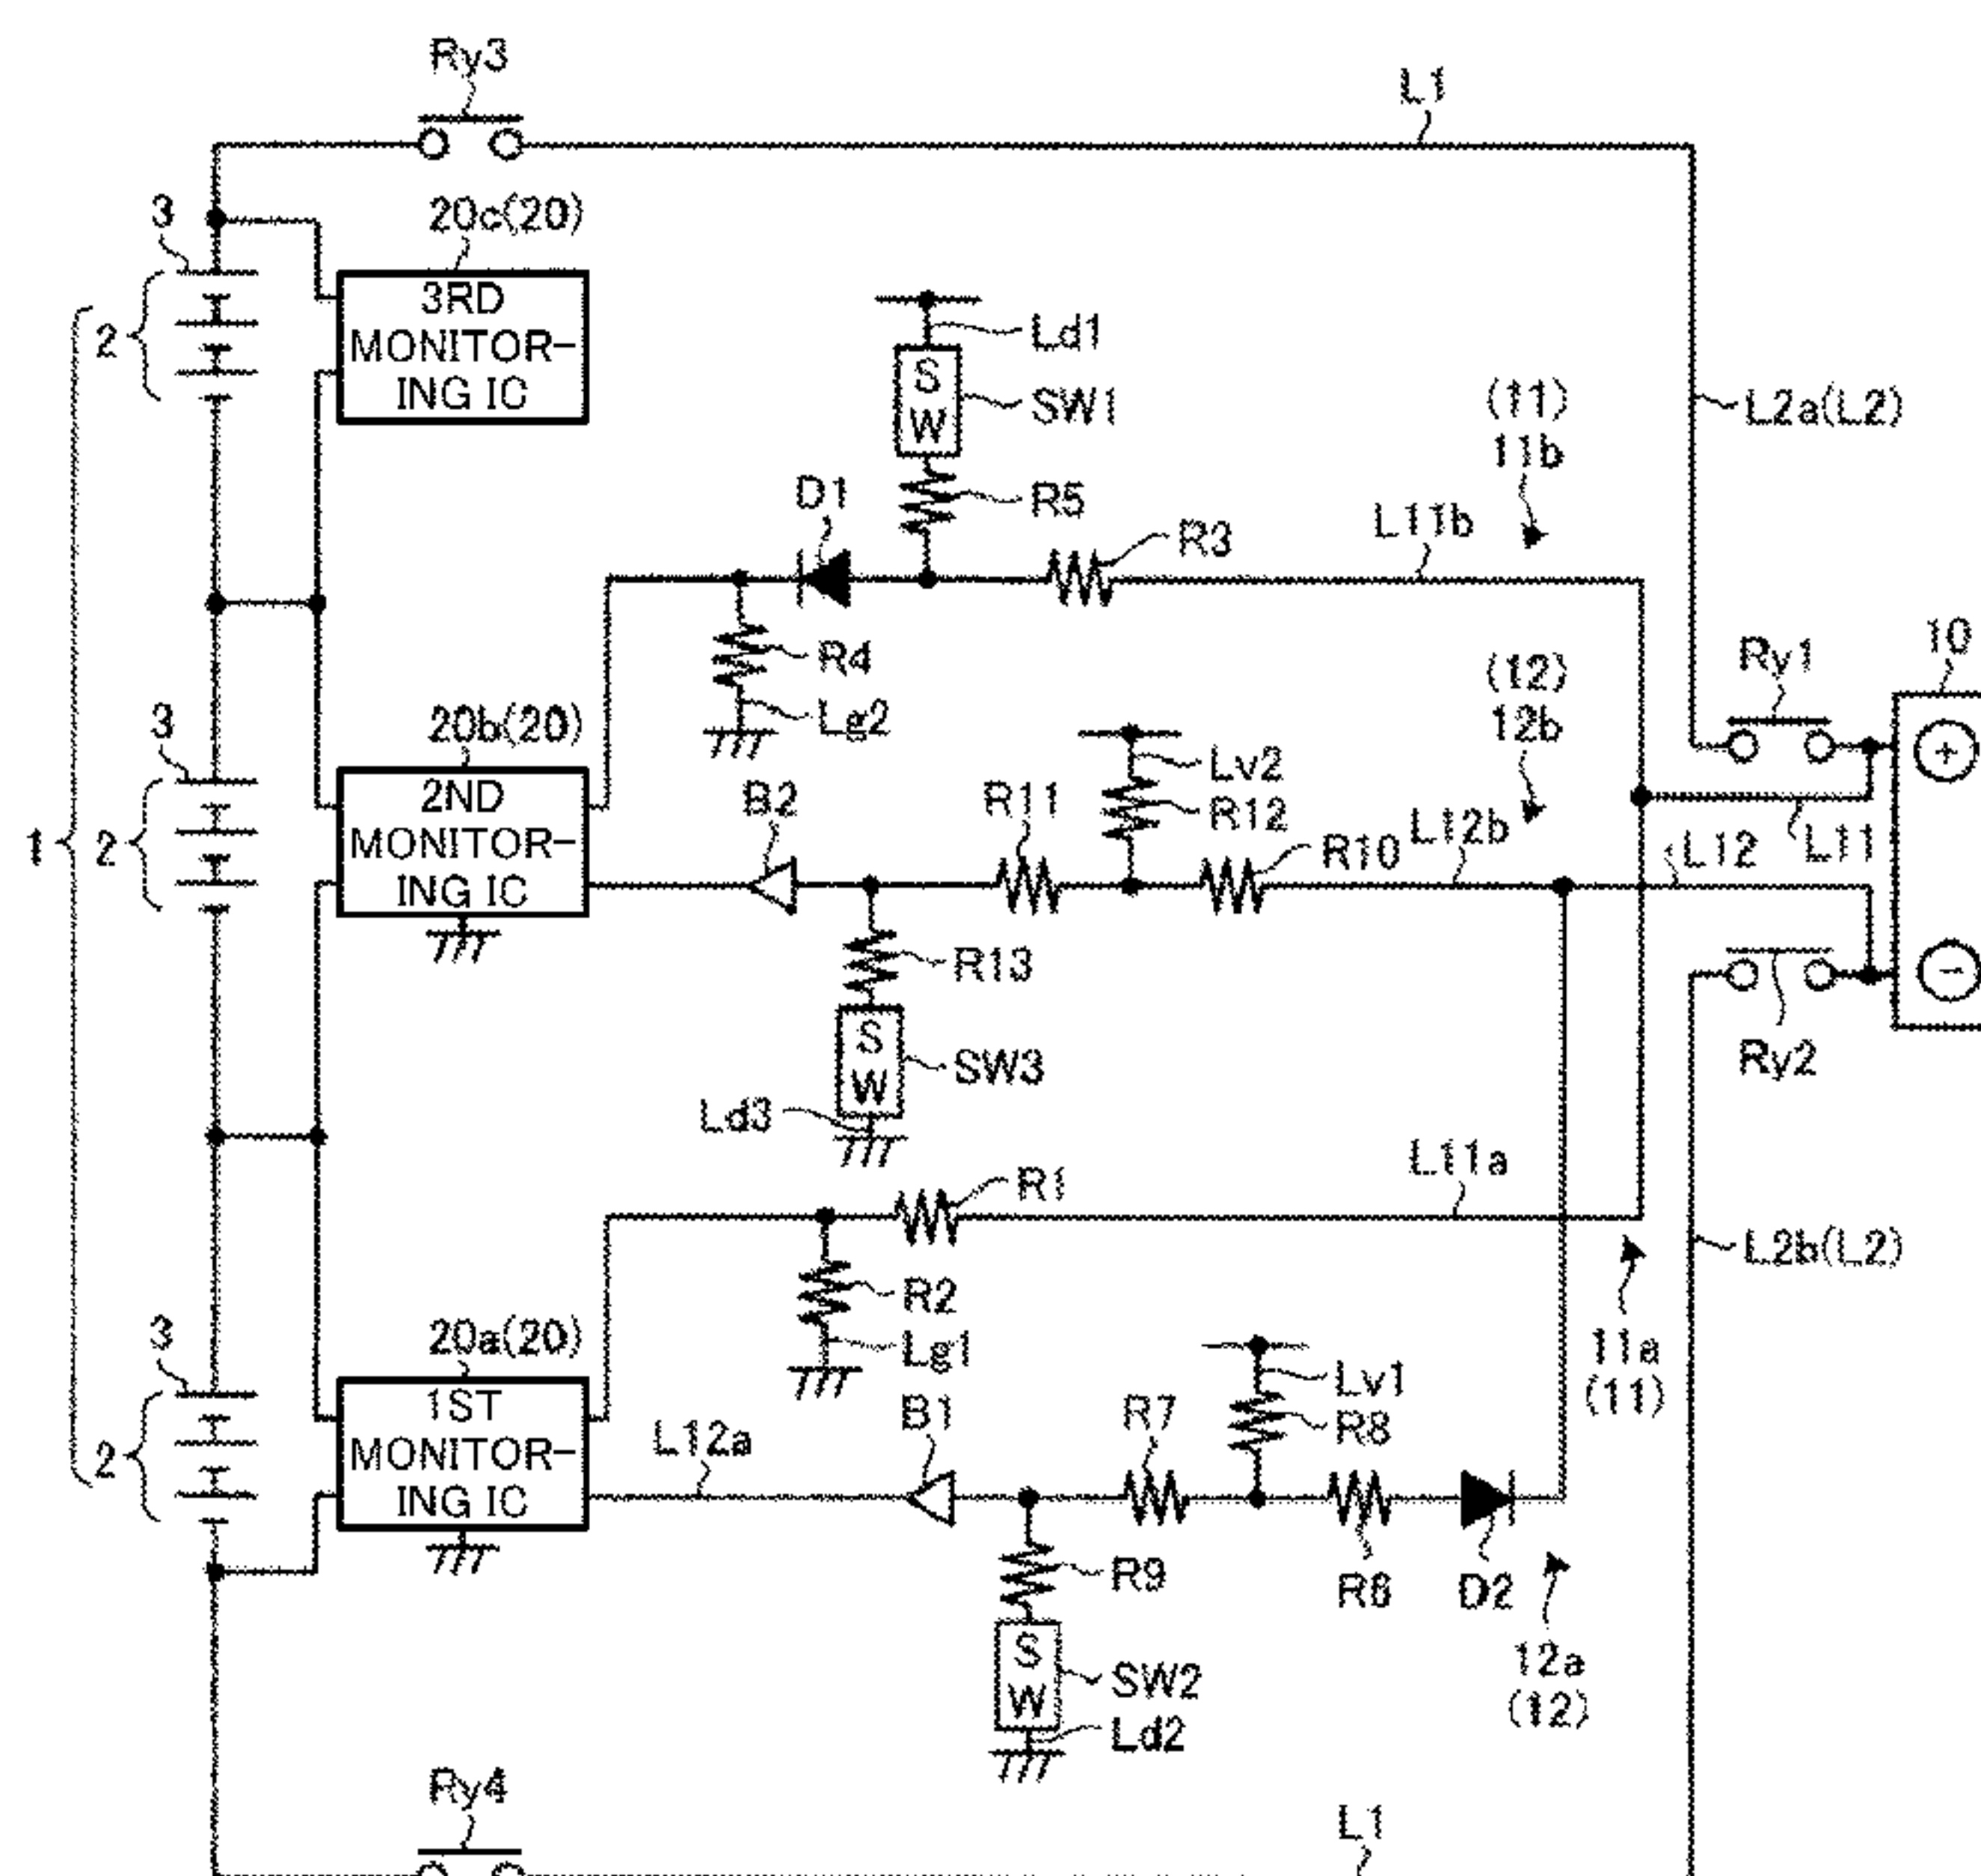 Ry3
L1
3
20c(20)
3RD
MONITOR-
ING IC
2
Ld1
S
W
SW1
(11)
11b
L2a(L2)
D1
R5
R3
L11b
R4
Lg2
(12)
12b
Ry1
10
3
20b(20)
2ND
MONITOR-
ING IC
1
2
B2
R11
Lv2
R12
L12b
R10
L12
L11
+
−
R13
S
W
SW3
Ld3
Ry2
R1
L11a
L2b(L2)
R2
Lg1
3
20a(20)
1ST
MONITOR-
ING IC
2
L12a
B1
R7
Lv1
R8
11a
(11)
R9
R6
D2
S
W
SW2
Ld2
12a
(12)
Ry4
L1